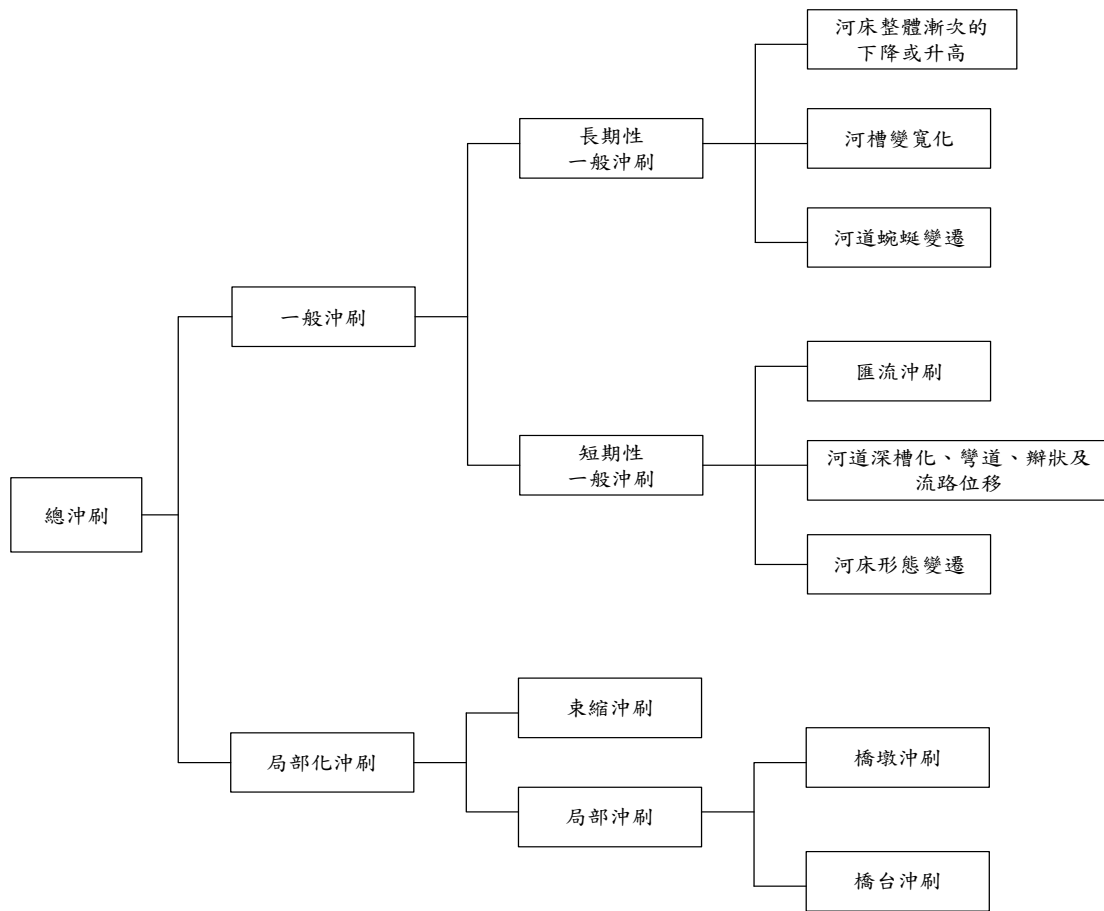 河床整體漸次的
下降或升高
長期性
一般沖刷
河槽變寬化
河道蜿蜒變遷
一般沖刷
匯流沖刷
短期性
一般沖刷
河道深槽化、彎道、辮狀及
流路位移
總沖刷
河床形態變遷
束縮沖刷
局部化沖刷
橋墩沖刷
局部沖刷
橋台沖刷